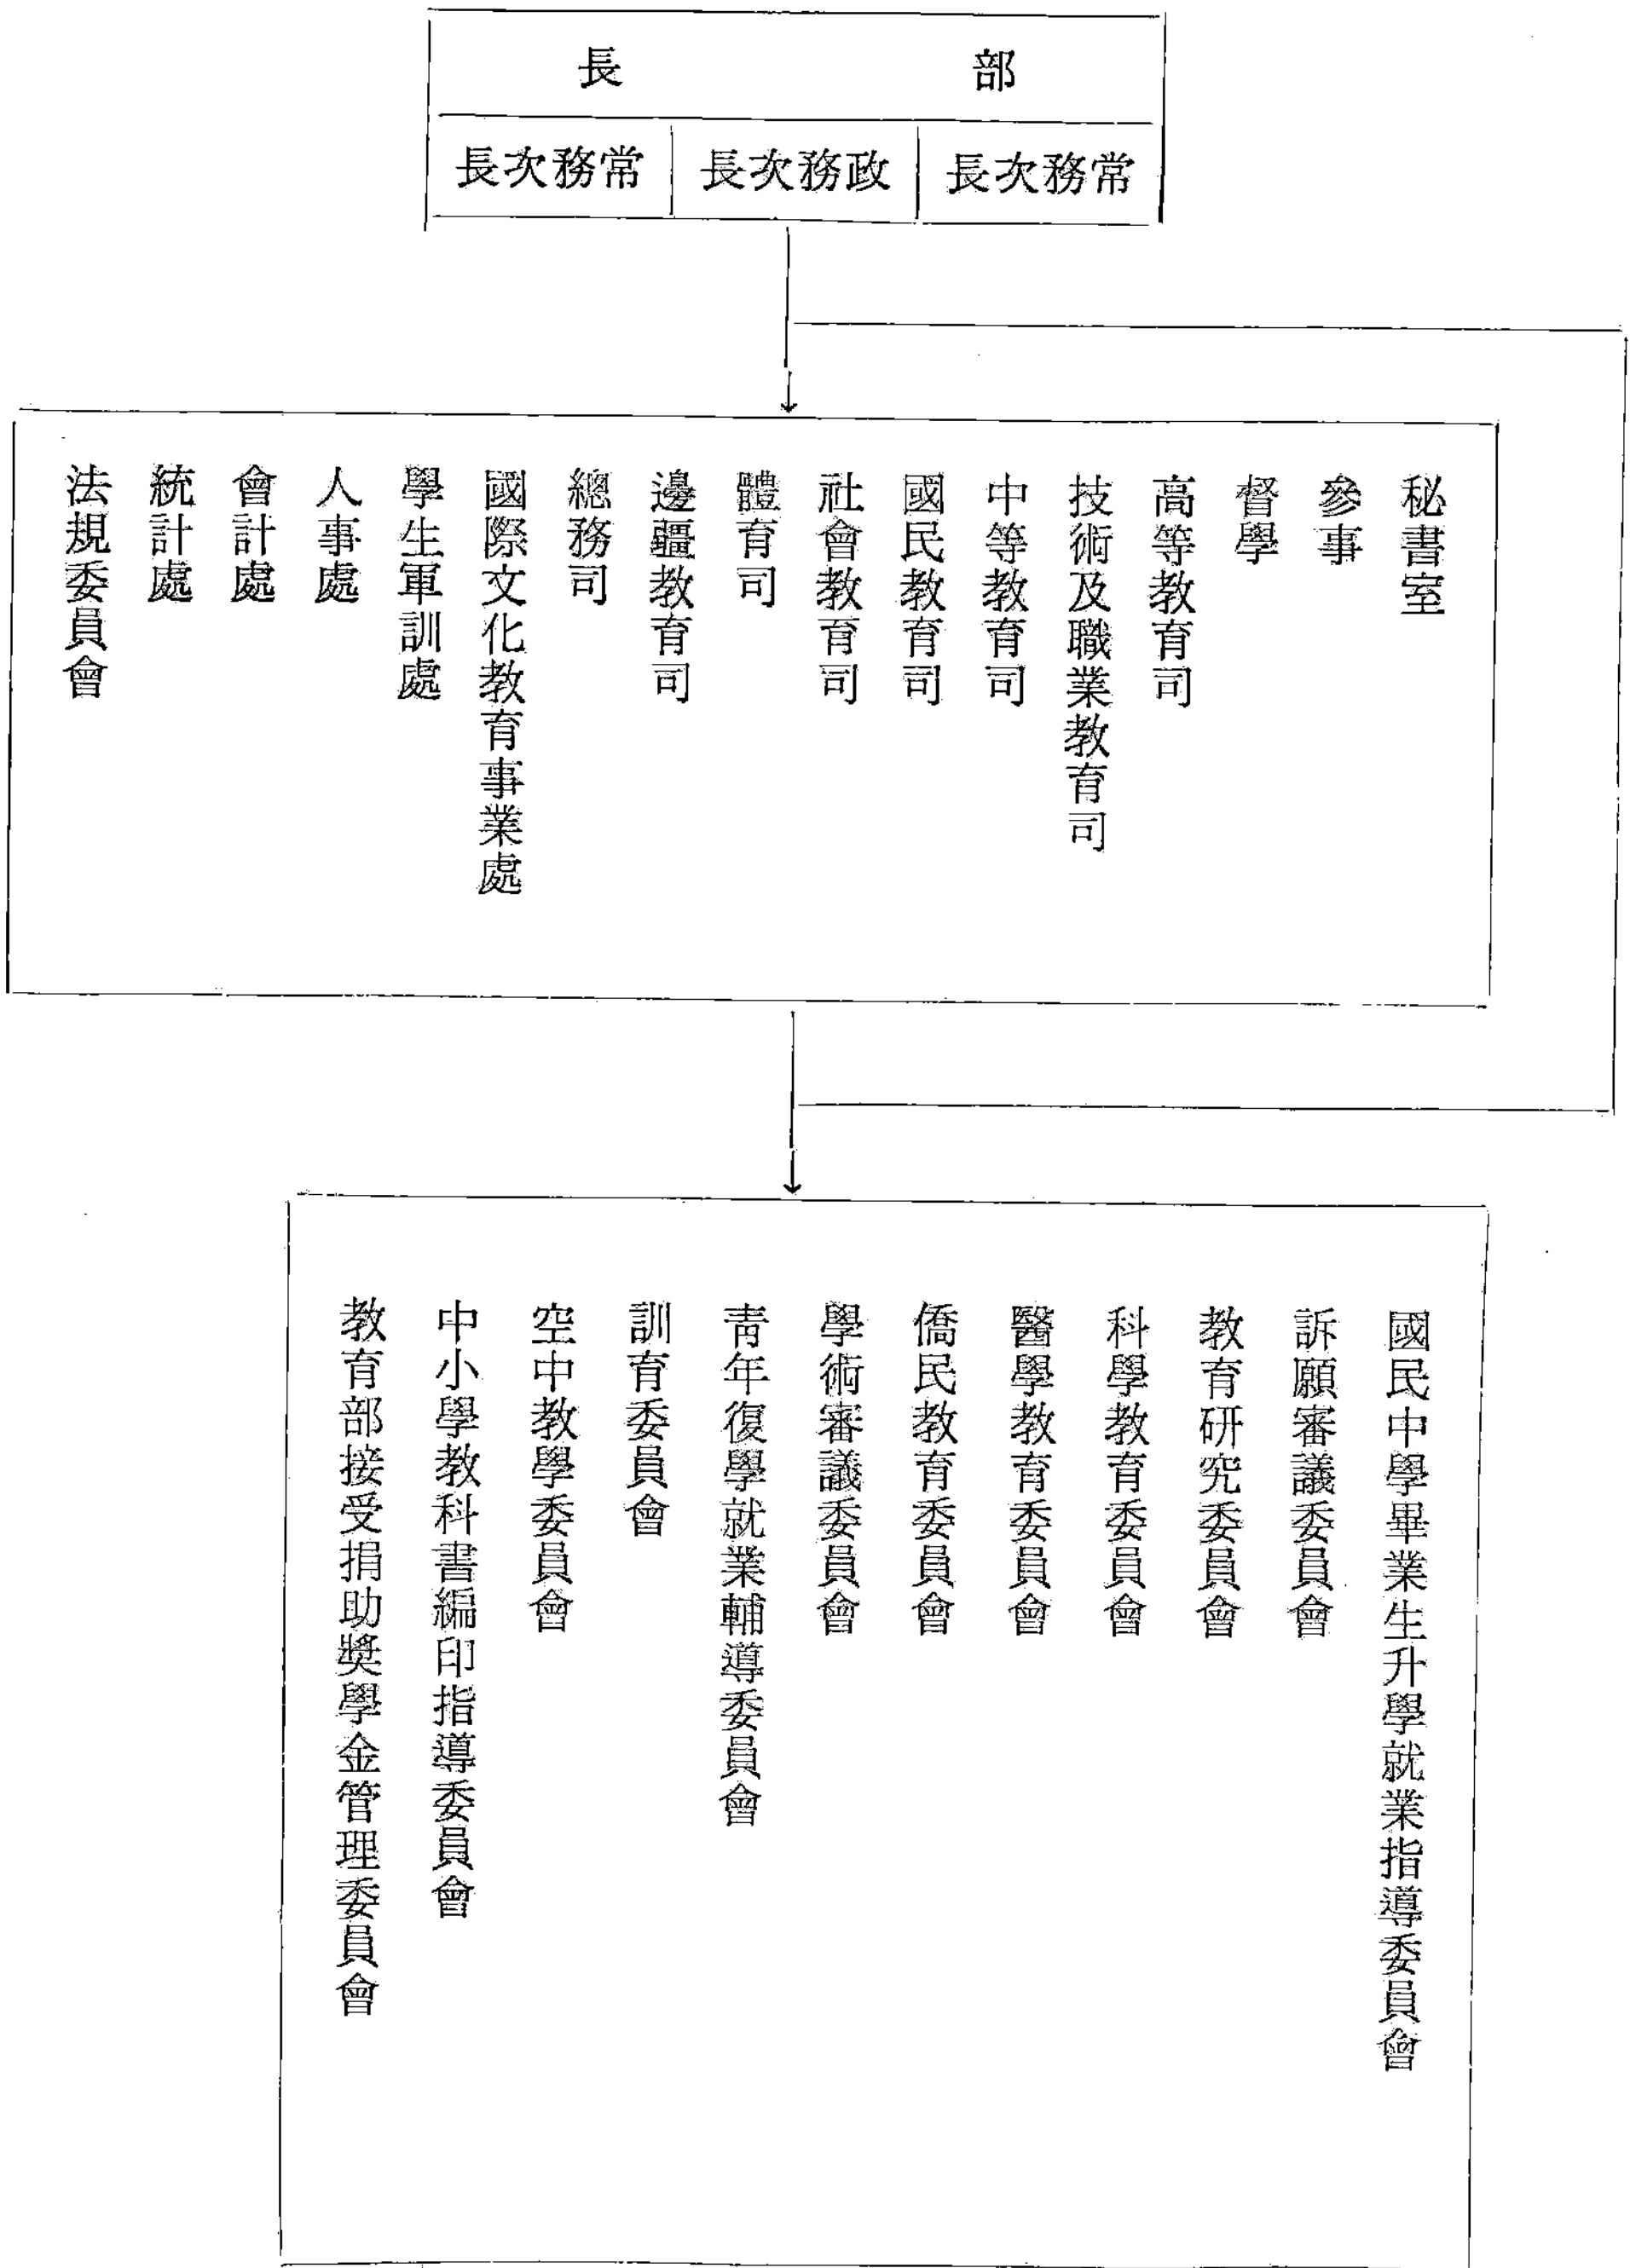 部長
常務次長
政務次長
常務次長
秘書室
參事
督學
高等教育司
技術及職業教育司
中等教育司
國民教育司
社會教育司
體育司
邊疆教育司
總務司
國際文化教育事業處
學生軍訓處
人事處
會計處
統計處
法規委員會
國民中學畢業生升學就業指導委員會
訴願審議委員會
教育研究委員會
科學教育委員會
醫學教育委員會
僑民教育委員會
學術審議委員會
青年復學就業輔導委員會
訓育委員會
空中教學委員會
中小學教科書編印指導委員會
教育部接受捐助獎學金管理委員會